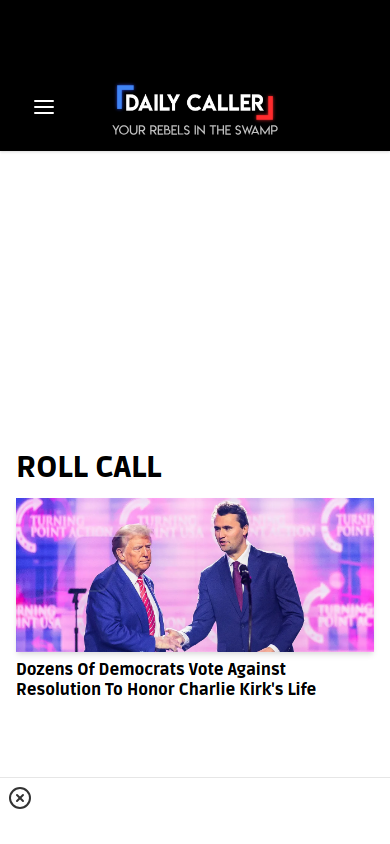 DAILY CALLER
YOUR REBELS IN THE SWAMP
ROLL CALL
TURNING
POINT ACTION
TURNING
POINT USA
TURNING
POINT
TURNING
POINT USA
Dozens Of Democrats Vote Against
Resolution To Honor Charlie Kirk's Life